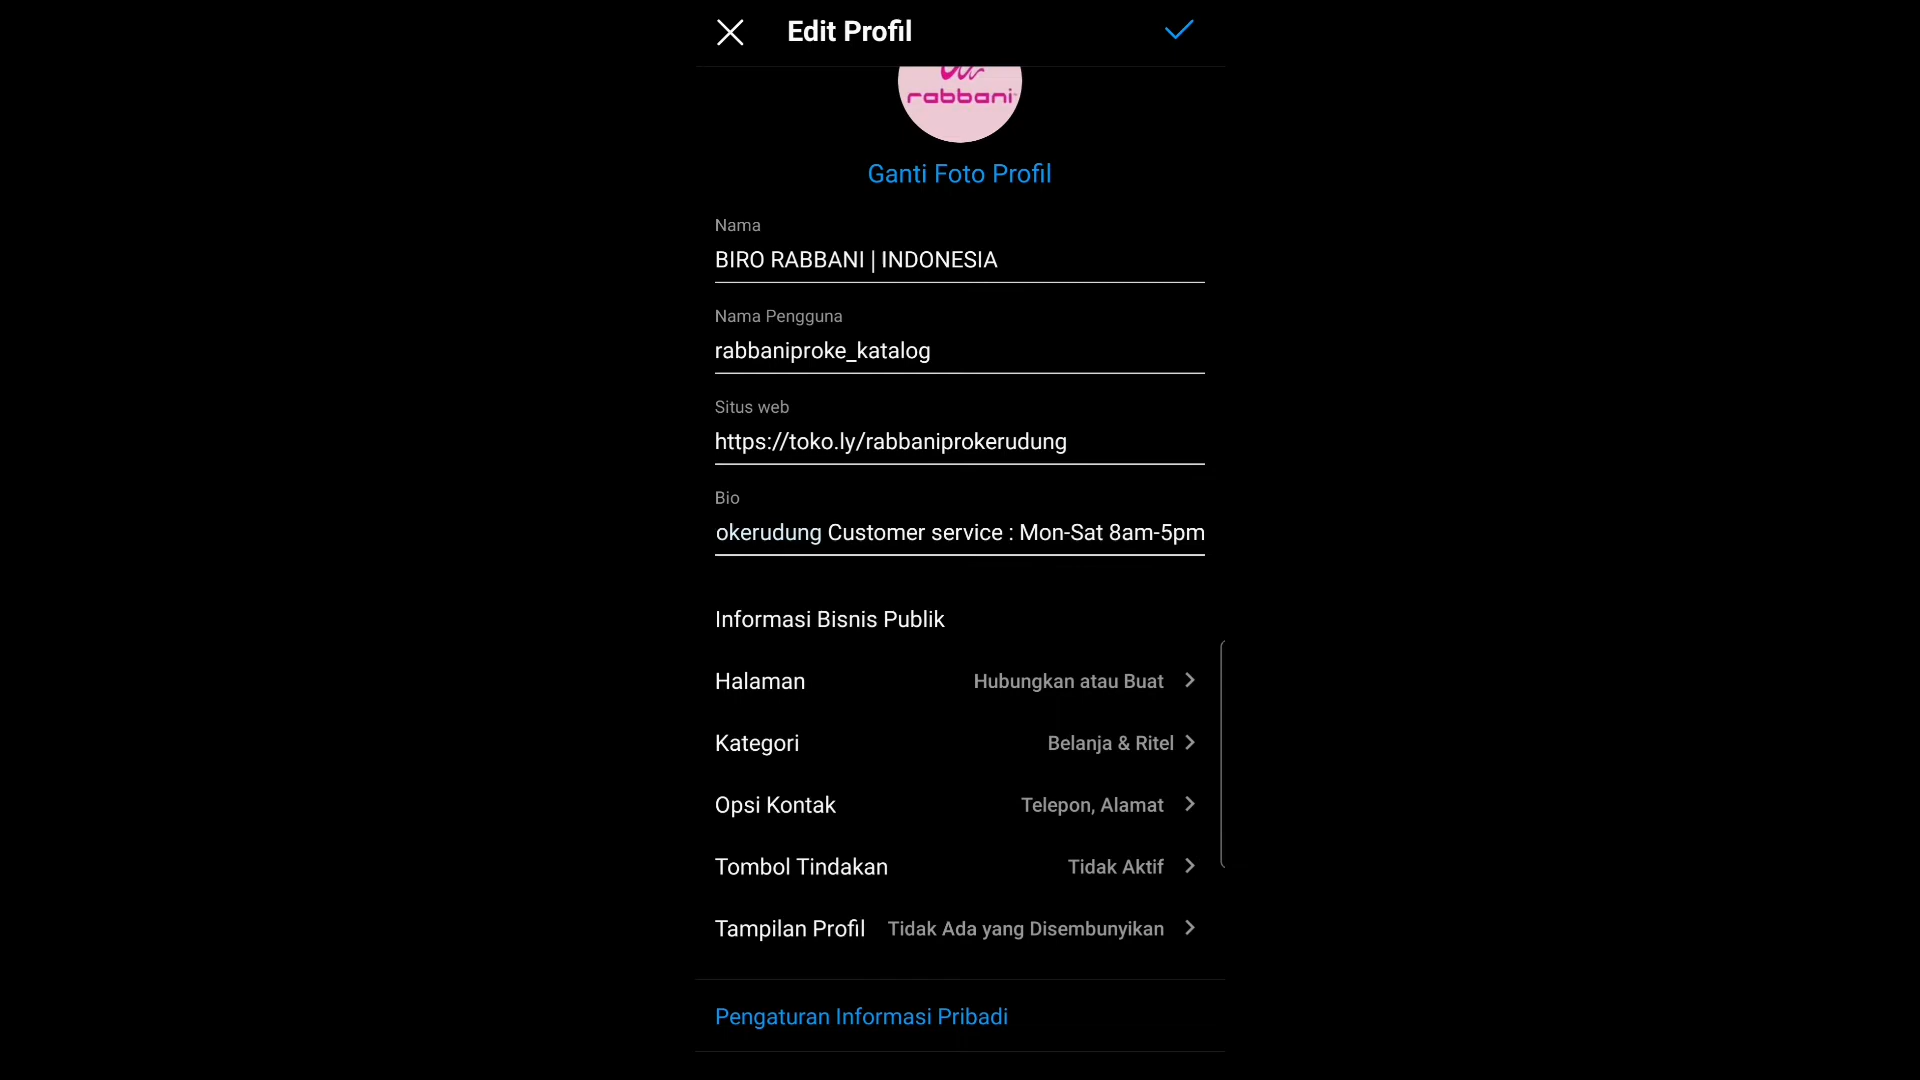 Edit Profil
rabbani
Ganti Foto Profil
Nama
BIRO RABBANI | INDONESIA
Nama Pengguna
rabbaniproke_katalog
Situs web
https://toko.ly/rabbaniprokerudung
Bio
okerudung Customer service : Mon-Sat 8am-5pm
Informasi Bisnis Publik
Halaman Hubungkan atau Buat
Kategori Belanja & Ritel
Opsi Kontak Telepon, Alamat
Tombol Tindakan Tidak Aktif
Tampilan Profil Tidak Ada yang Disembunyikan
Pengaturan Informasi Pribadi